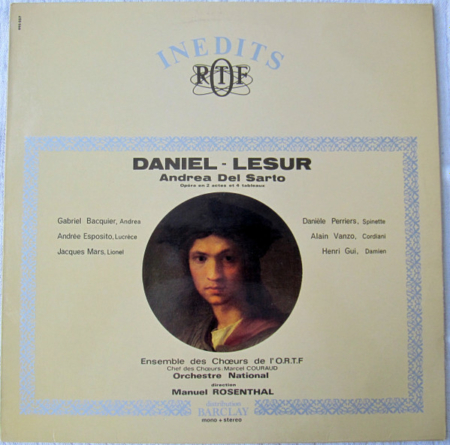 INEDITS
ORTF
DANIEL - LESUR
Andrea Del Sarto
Opéra en 2 actes et 4 tableaux
Gabriel Bacquier, Andrea
Andrée Esposito, Lucrèce
Jacques Mars, Lionel
Danièle Perriers, Spinette
Alain Vanzo, Cordiani
Henri Gui, Damien
Ensemble des Chœurs de l'O.R.T.F
Chef des Chœurs: Marcel COURAUD
Orchestre National
direction
Manuel ROSENTHAL
distribution
BARCLAY
mono • stereo